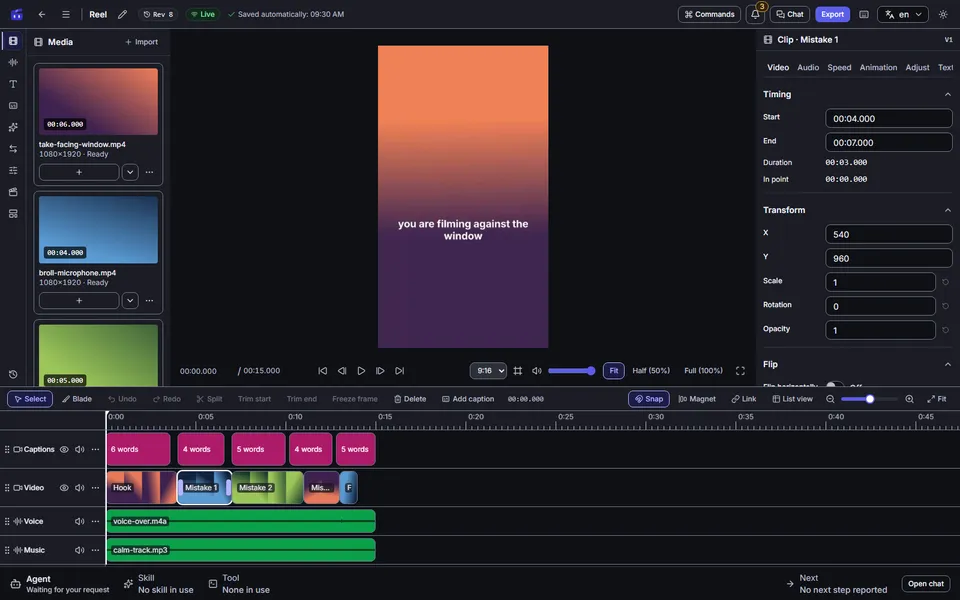 Reel
Rev 8
Live
Saved automatically: 09:30 AM
Commands
3
Chat
Export
en
Media
Import
00:06.000
take-facing-window.mp4
1080×1920 · Ready
00:04.000
broll-microphone.mp4
1080×1920 · Ready
00:05.000
you are filming against the
window
00:00.000 / 00:15.000
9:16
Fit
Half (50%)
Full (100%)
Clip · Mistake 1
V1
Video
Audio
Speed
Animation
Adjust
Text
Timing
Start
00:04.000
End
00:07.000
Duration
00:03.000
In point
00:00.000
Transform
X
540
Y
960
Scale
1
Rotation
0
Opacity
1
Flip
Select
Blade
Undo
Redo
Split
Trim start
Trim end
Freeze frame
Delete
Add caption
00:00.000
Snap
Magnet
Link
List view
Fit
0:00
0:05
0:10
0:15
0:20
0:25
0:30
0:35
0:40
0:45
Captions
6 words
4 words
5 words
4 words
5 words
Video
Hook
Mistake 1
Mistake 2
Mis...
F
Voice
voice-over.m4a
Music
calm-track.mp3
Agent
Waiting for your request
Skill
No skill in use
Tool
None in use
Next
No next step reported
Open chat